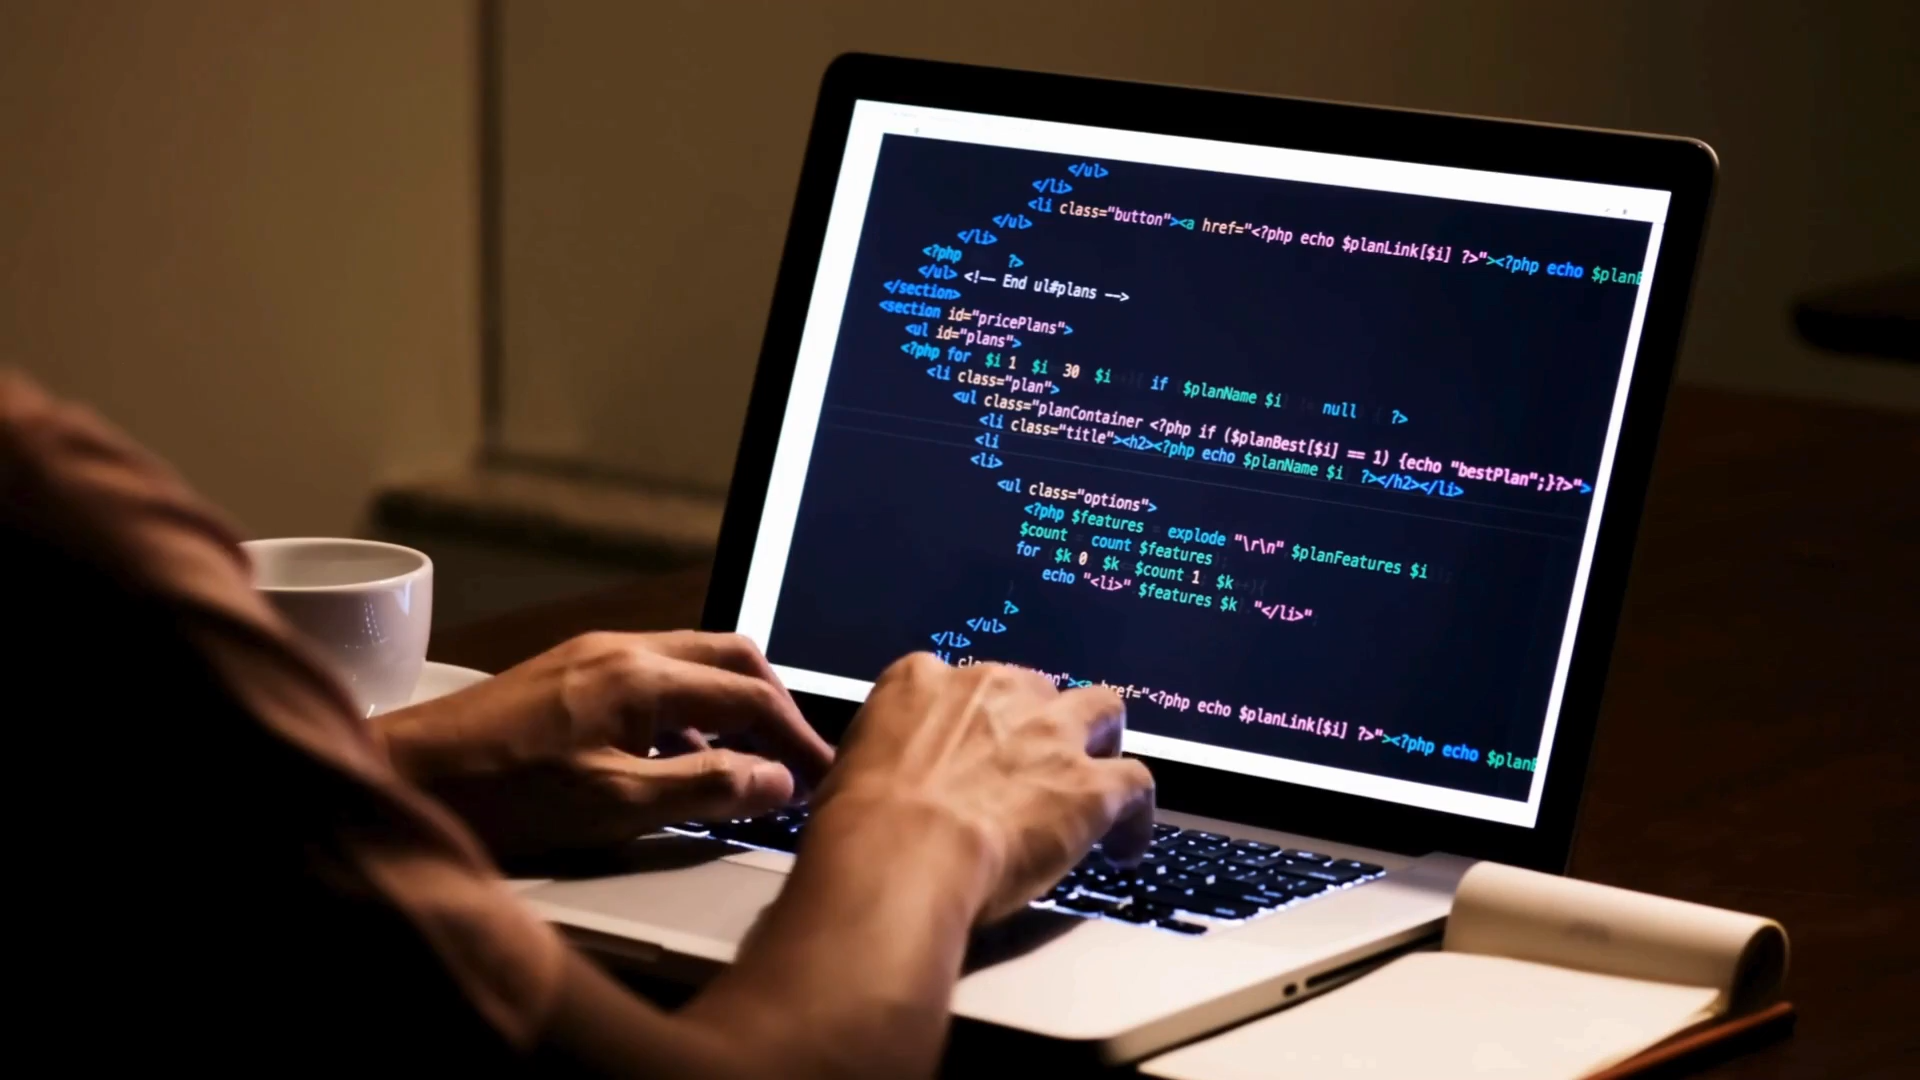 </ul>
</li>
<li class="button"><a href="<?php echo $planLink[$i] ?>"><?php echo
</ul>
</li>
<?php ?>
</ul> <!-- End ul#plans -->
</section>
<section id="pricePlans">
<ul id="plans">
<?php for $i 1 $i 30 $i if $planName $i null ?>
<li class="plan">
<ul class="planContainer <?php if ($planBest[$i] == 1) {echo "bestPlan";}?>">
<li class="title"><h2><?php echo $planName $i ?></h2></li>
<li
<li>
<ul class="options">
<?php $features explode "\r\n" $planFeatures $i
$count count $features
for $k 0 $k $count 1 $k
echo "<li>" $features $k "</li>"
?>
</ul>
</li>
href="<?php echo $planLink[$i] ?>"><?php echo